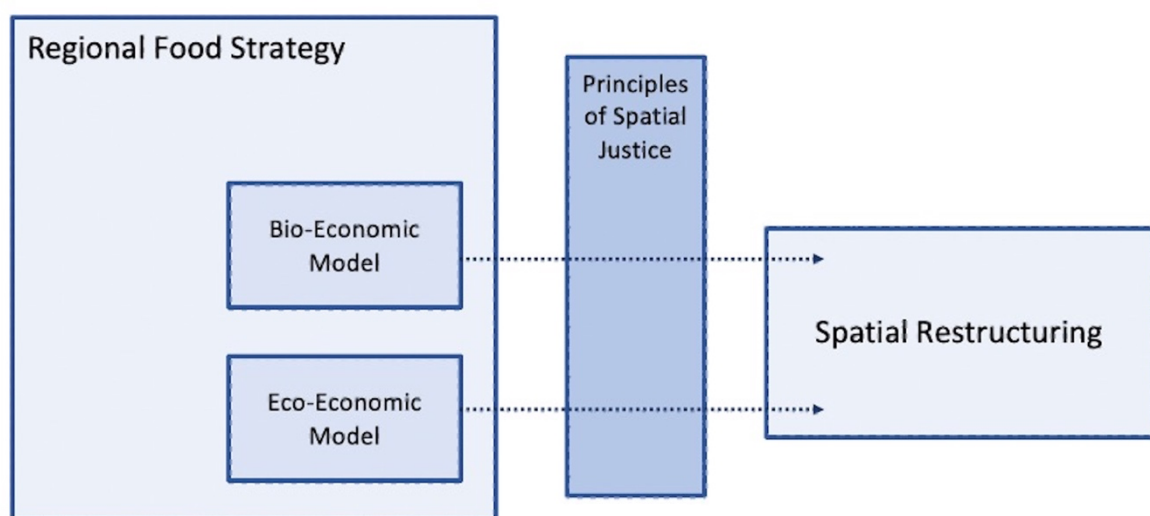 Regional Food Strategy
Principles
of Spatial
Justice
Bio-Economic
Model
Spatial Restructuring
Eco-Economic
Model